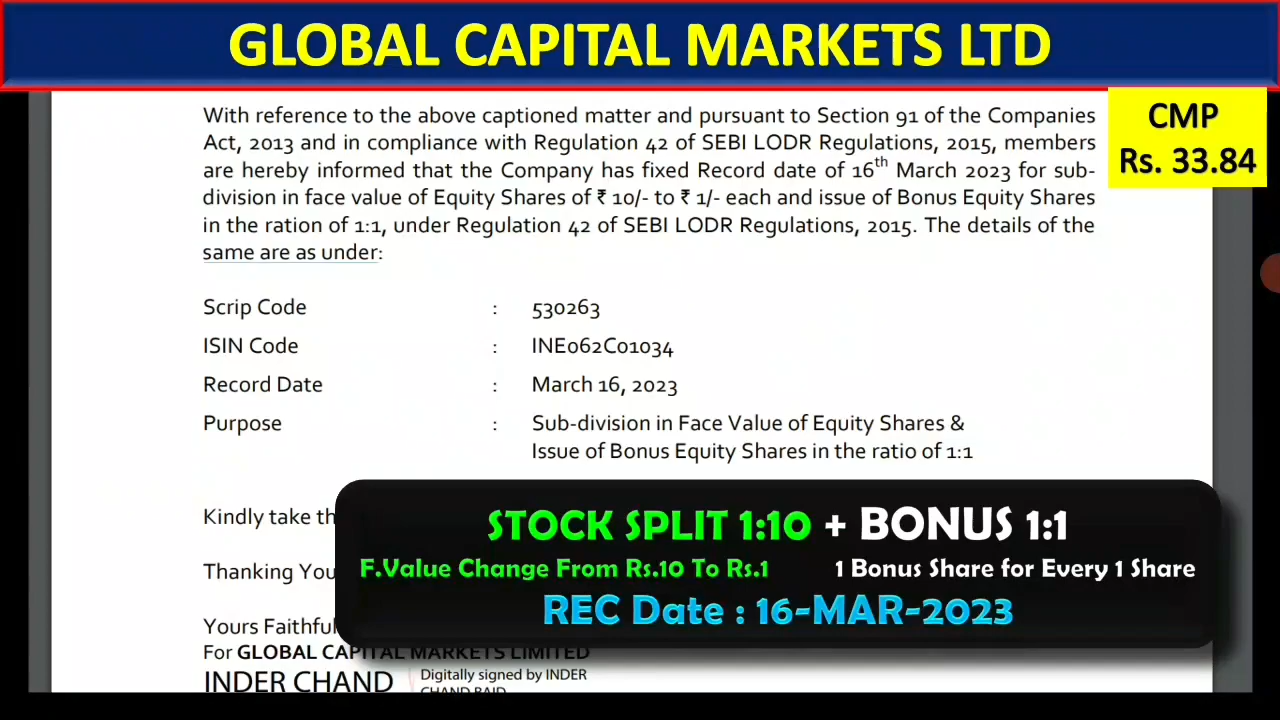 GLOBAL CAPITAL MARKETS LTD
CMP
Rs. 33.84
With reference to the above captioned matter and pursuant to Section 91 of the Companies
Act, 2013 and in compliance with Regulation 42 of SEBI LODR Regulations, 2015, members
are hereby informed that the Company has fixed Record date of 16th March 2023 for sub-
division in face value of Equity Shares of ₹ 10/- to ₹ 1/- each and issue of Bonus Equity Shares
in the ration of 1:1, under Regulation 42 of SEBI LODR Regulations, 2015. The details of the
same are as under:
Scrip Code : 530263
ISIN Code : INE062C01034
Record Date : March 16, 2023
Purpose : Sub-division in Face Value of Equity Shares &
Issue of Bonus Equity Shares in the ratio of 1:1
Kindly take th
Thanking You
Yours Faithful
For GLOBAL CAPITAL MARKETS LIMITED
INDER CHAND
Digitally signed by INDER
CHAND BAID
STOCK SPLIT 1:10 + BONUS 1:1
F.Value Change From Rs.10 To Rs.1 1 Bonus Share for Every 1 Share
REC Date : 16-MAR-2023